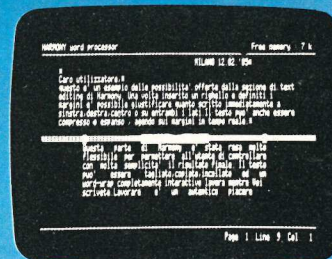 HARMONY word processor Free memory 7 k
MILANO 12.02.'85
Caro utilizzatore.
questo e' un esempio delle possibilita' offerte dalla sezione di text
editing di Harmony. Una volta inserito un righello e definiti i
margini e' possibile giustificare quanto scritto immediatamente a
sinstra,destra,centro o su entrambi i lati.Il testo puo' anche essere
compresso e espanso , agendo sui margini in tempo reale.
Questa parte di Harmony e' stata resa molto
flessibile per permettere all'utente di controllare
con molta semplicita' il risultato finale. Il testo
puo' essere tagliato,copiato,incollato ed un
word-wrap completamente interattivo lavora mentre Voi
scrivete Lavorare e' un autentico piacere
Page 1 Line 9 Col 1